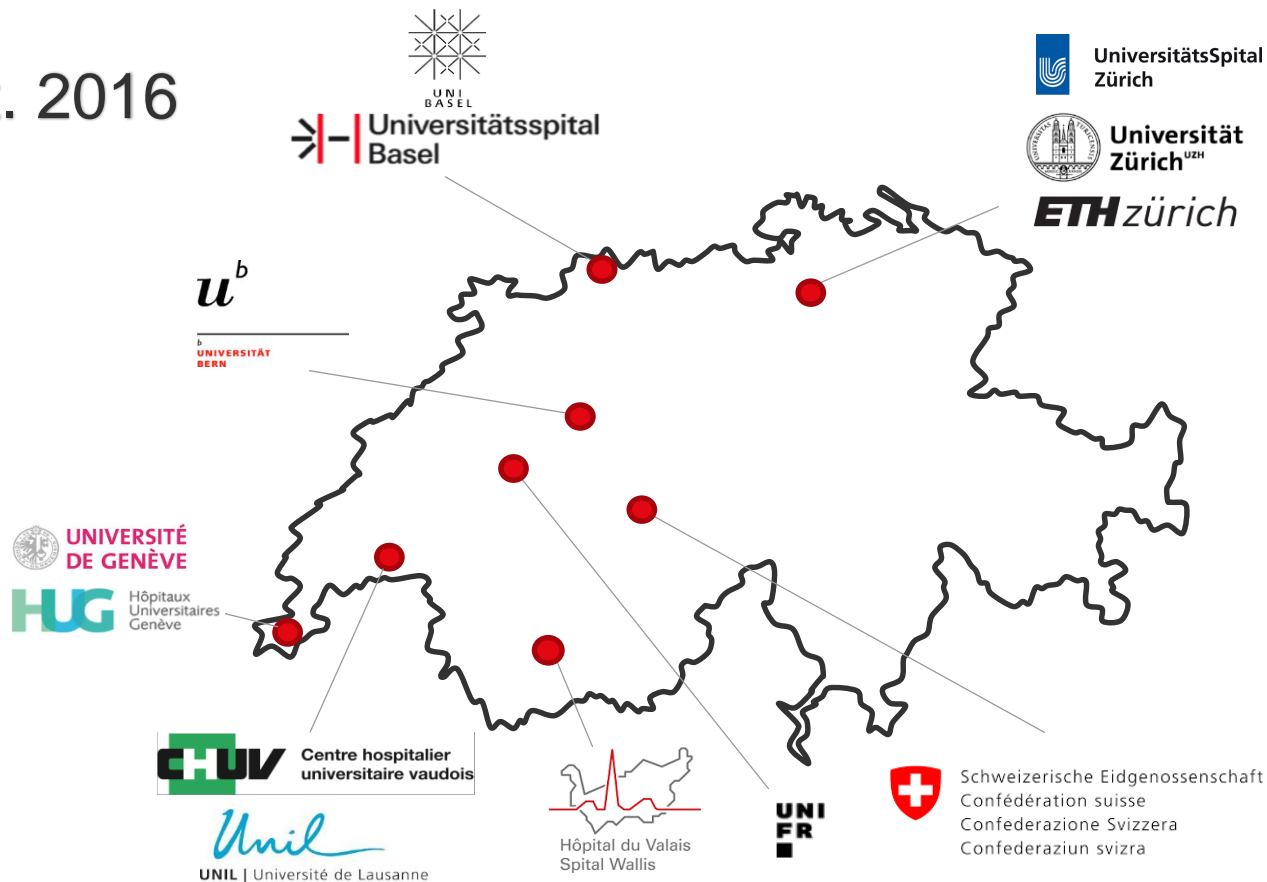 . 2016
UNI
BASEL
Universitätsspital
Basel
UniversitätsSpital
Zürich
UNIVERSITAS TURICENSIS
Universität
Zürich UZH
ETH zürich
u b
b
UNIVERSITÄT
BERN
UNIVERSITÉ
DE GENÈVE
HUG
Hôpitaux
Universitaires
Genève
CHUV
Centre hospitalier
universitaire vaudois
Unil
UNIL | Université de Lausanne
Hôpital du Valais
Spital Wallis
UNI
FR
Schweizerische Eidgenossenschaft
Confédération suisse
Confederazione Svizzera
Confederaziun svizra